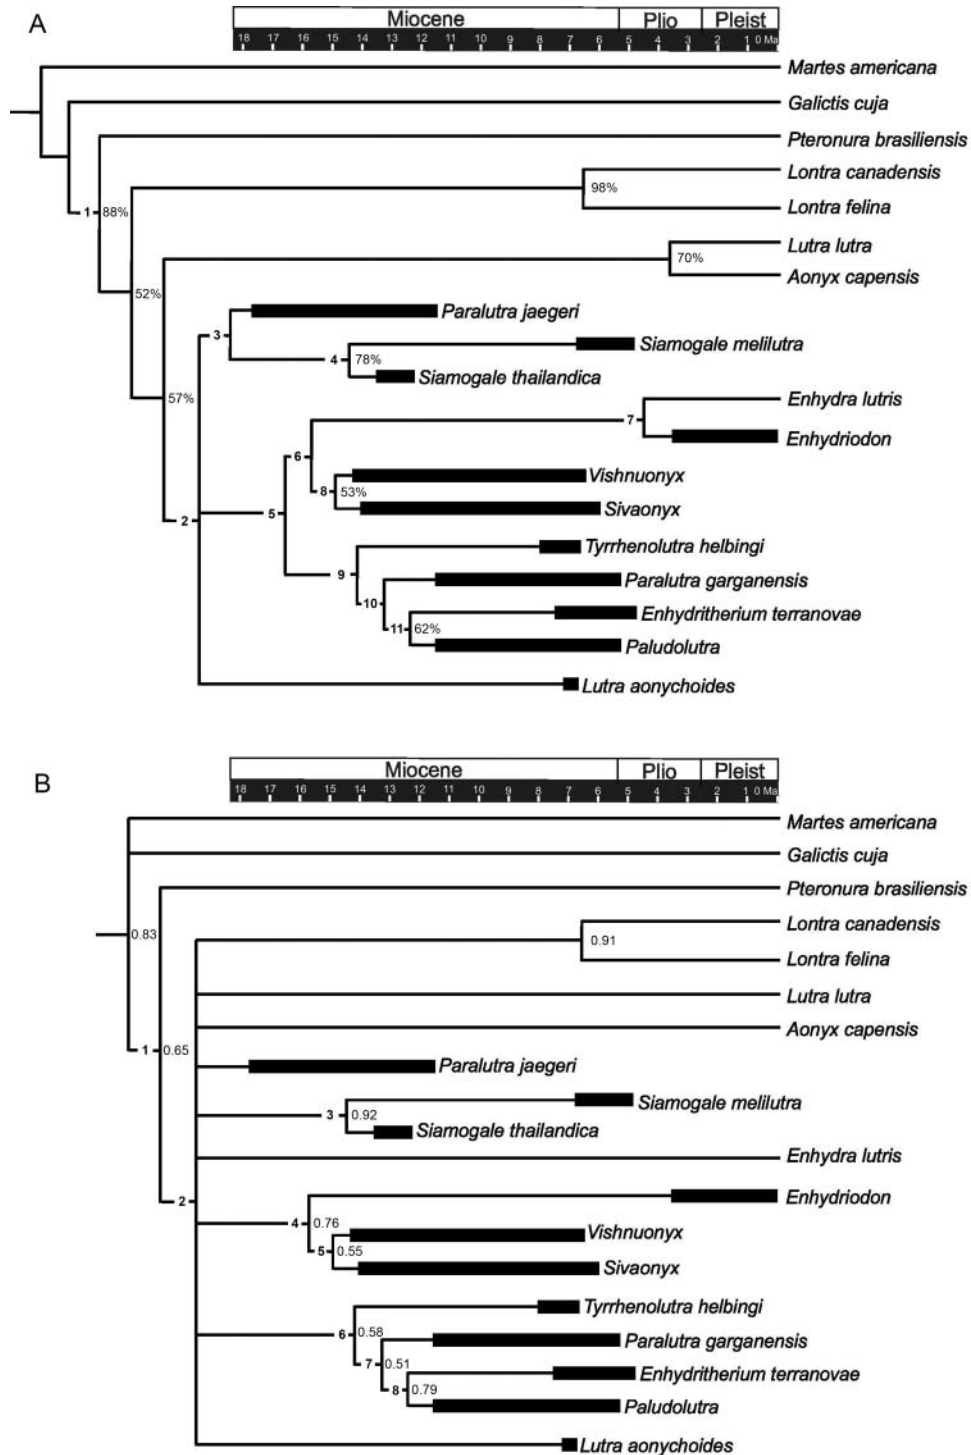 A
Miocene Plio Pleist
18 17 16 15 14 13 12 11 10 9 8 7 6 5 4 3 2 1 0 Ma
Martes americana
Galictis cuja
Pteronura brasiliensis
Lontra canadensis
98%
1 88%
Lontra felina
Lutra lutra
70%
Aonyx capensis
52%
Paralutra jaegeri
3
Siamogale melilutra
4 78%
Siamogale thailandica
57%
Enhydra lutris
7
Enhydriodon
6
Vishnuonyx
8 53%
Sivaonyx
2 5
Tyrrhenolutra helbingi
9
Paralutra garganensis
10
Enhydritherium terranovae
11 62%
Paludolutra
Lutra aonychoides
B
Miocene Plio Pleist
18 17 16 15 14 13 12 11 10 9 8 7 6 5 4 3 2 1 0 Ma
Martes americana
Galictis cuja
Pteronura brasiliensis
Lontra canadensis
0.83 0.91
Lontra felina
Lutra lutra
Aonyx capensis
1 0.65
Paralutra jaegeri
Siamogale melilutra
3 0.92
Siamogale thailandica
Enhydra lutris
2
Enhydriodon
4 0.76
Vishnuonyx
5 0.55
Sivaonyx
Tyrrhenolutra helbingi
6 0.58
Paralutra garganensis
7 0.51
Enhydritherium terranovae
8 0.79
Paludolutra
Lutra aonychoides